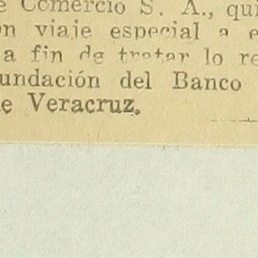 e Comercio S. A., qui
n viaje especial a e
a fin de tratar lo re
undación del Banco
e Veracruz.